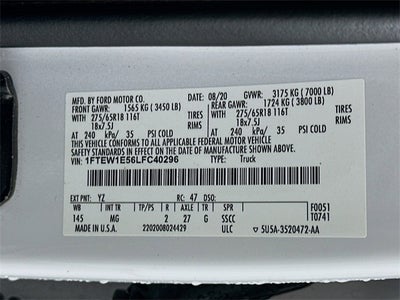 MFD. BY FORD MOTOR CO.
08/20 GVWR: 3175 KG ( 7000 LB)
FRONT GAWR: 1565 KG ( 3450 LB)
REAR GAWR: 1724 KG ( 3800 LB)
WITH 275/65R18 116T TIRES
18x7.5J RIMS
AT 240 kPa/ 35 PSI COLD
WITH 275/65R18 116T TIRES
18x7.5J RIMS
AT 240 kPa/ 35 PSI COLD
THIS VEHICLE CONFORMS TO ALL APPLICABLE FEDERAL MOTOR VEHICLE
SAFETY STANDARDS IN EFFECT ON THE DATE OF MANUFACTURE SHOWN ABOVE.
VIN: 1FTEW1E56LFC40296 TYPE: Truck
EXT PNT: YZ RC: 47 DSO:
WB INT TR TP/PS R AXLE TR SPR F0051
145 MG 2 27 G SSCC T0741
MADE IN U.S.A. 2202008024429 ULC 5U5A-3520472-AA